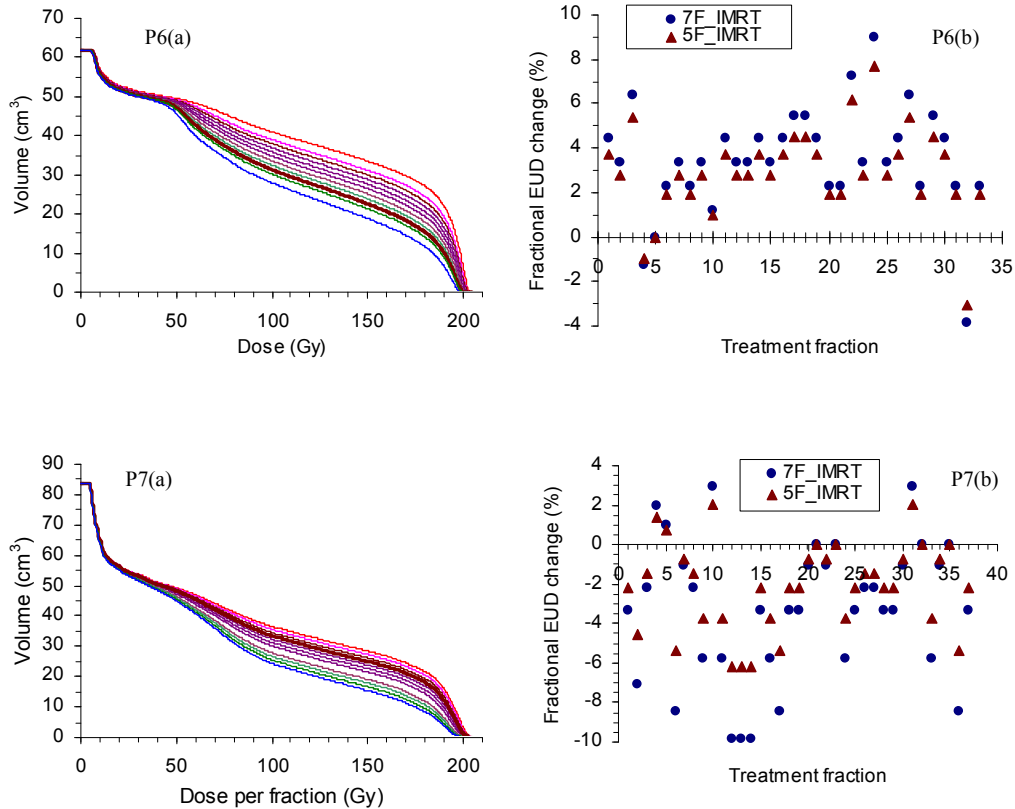 P6(a)
Volume (cm3)
70
60
50
40
30
20
10
0
0 50 100 150 200
Dose (Gy)
P6(b)
7F_IMRT
5F_IMRT
Fractional EUD change (%)
10
8
6
4
2
0
-2
-4
0 5 10 15 20 25 30 35
Treatment fraction
P7(a)
Volume (cm3)
90
80
70
60
50
40
30
20
10
0
0 50 100 150 200
Dose per fraction (Gy)
P7(b)
7F_IMRT
5F_IMRT
Fractional EUD change (%)
4
2
0
-2
-4
-6
-8
-10
0 5 10 15 20 25 30 35 40
Treatment fraction